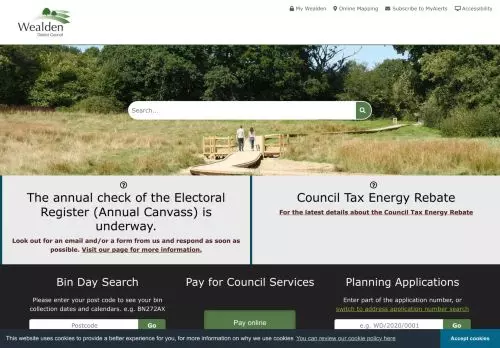 Wealden
District Council
My Wealden
Online Mapping
Subscribe to MyAlerts
Accessibility
Search...
The annual check of the Electoral
Register (Annual Canvass) is
underway.
Look out for an email and/or a form from us and respond as soon as
possible. Visit our page for more information.
Council Tax Energy Rebate
For the latest details about the Council Tax Energy Rebate
Bin Day Search
Please enter your post code to see your bin
collection dates and calendars. e.g. BN272AX
Postcode
Go
Pay for Council Services
Pay online
Planning Applications
Enter part of the application number, or
switch to address application number search
e.g. WD/2020/0001
Go
This website uses cookies to provide a better experience for you, for more information on why we use cookies You can review our cookie policy here
Accept cookies